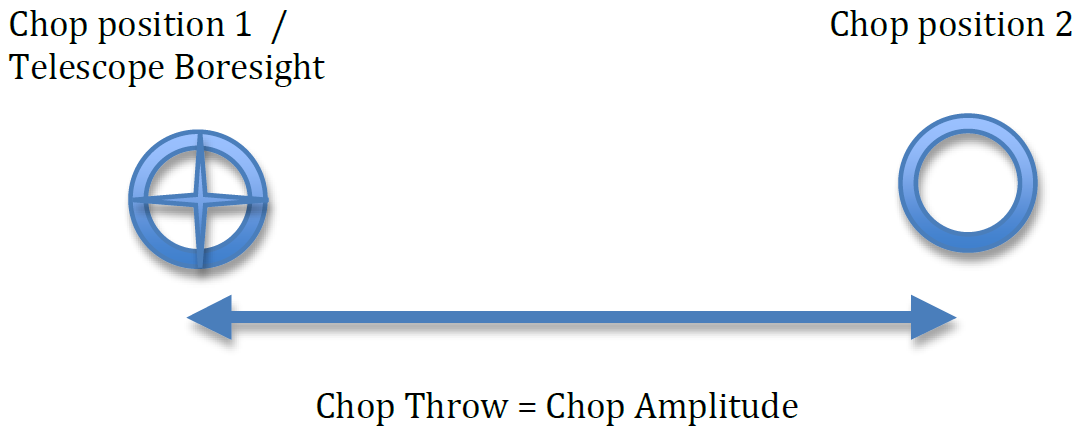 Chop position 1 /
Telescope Boresight
Chop position 2
Chop Throw = Chop Amplitude